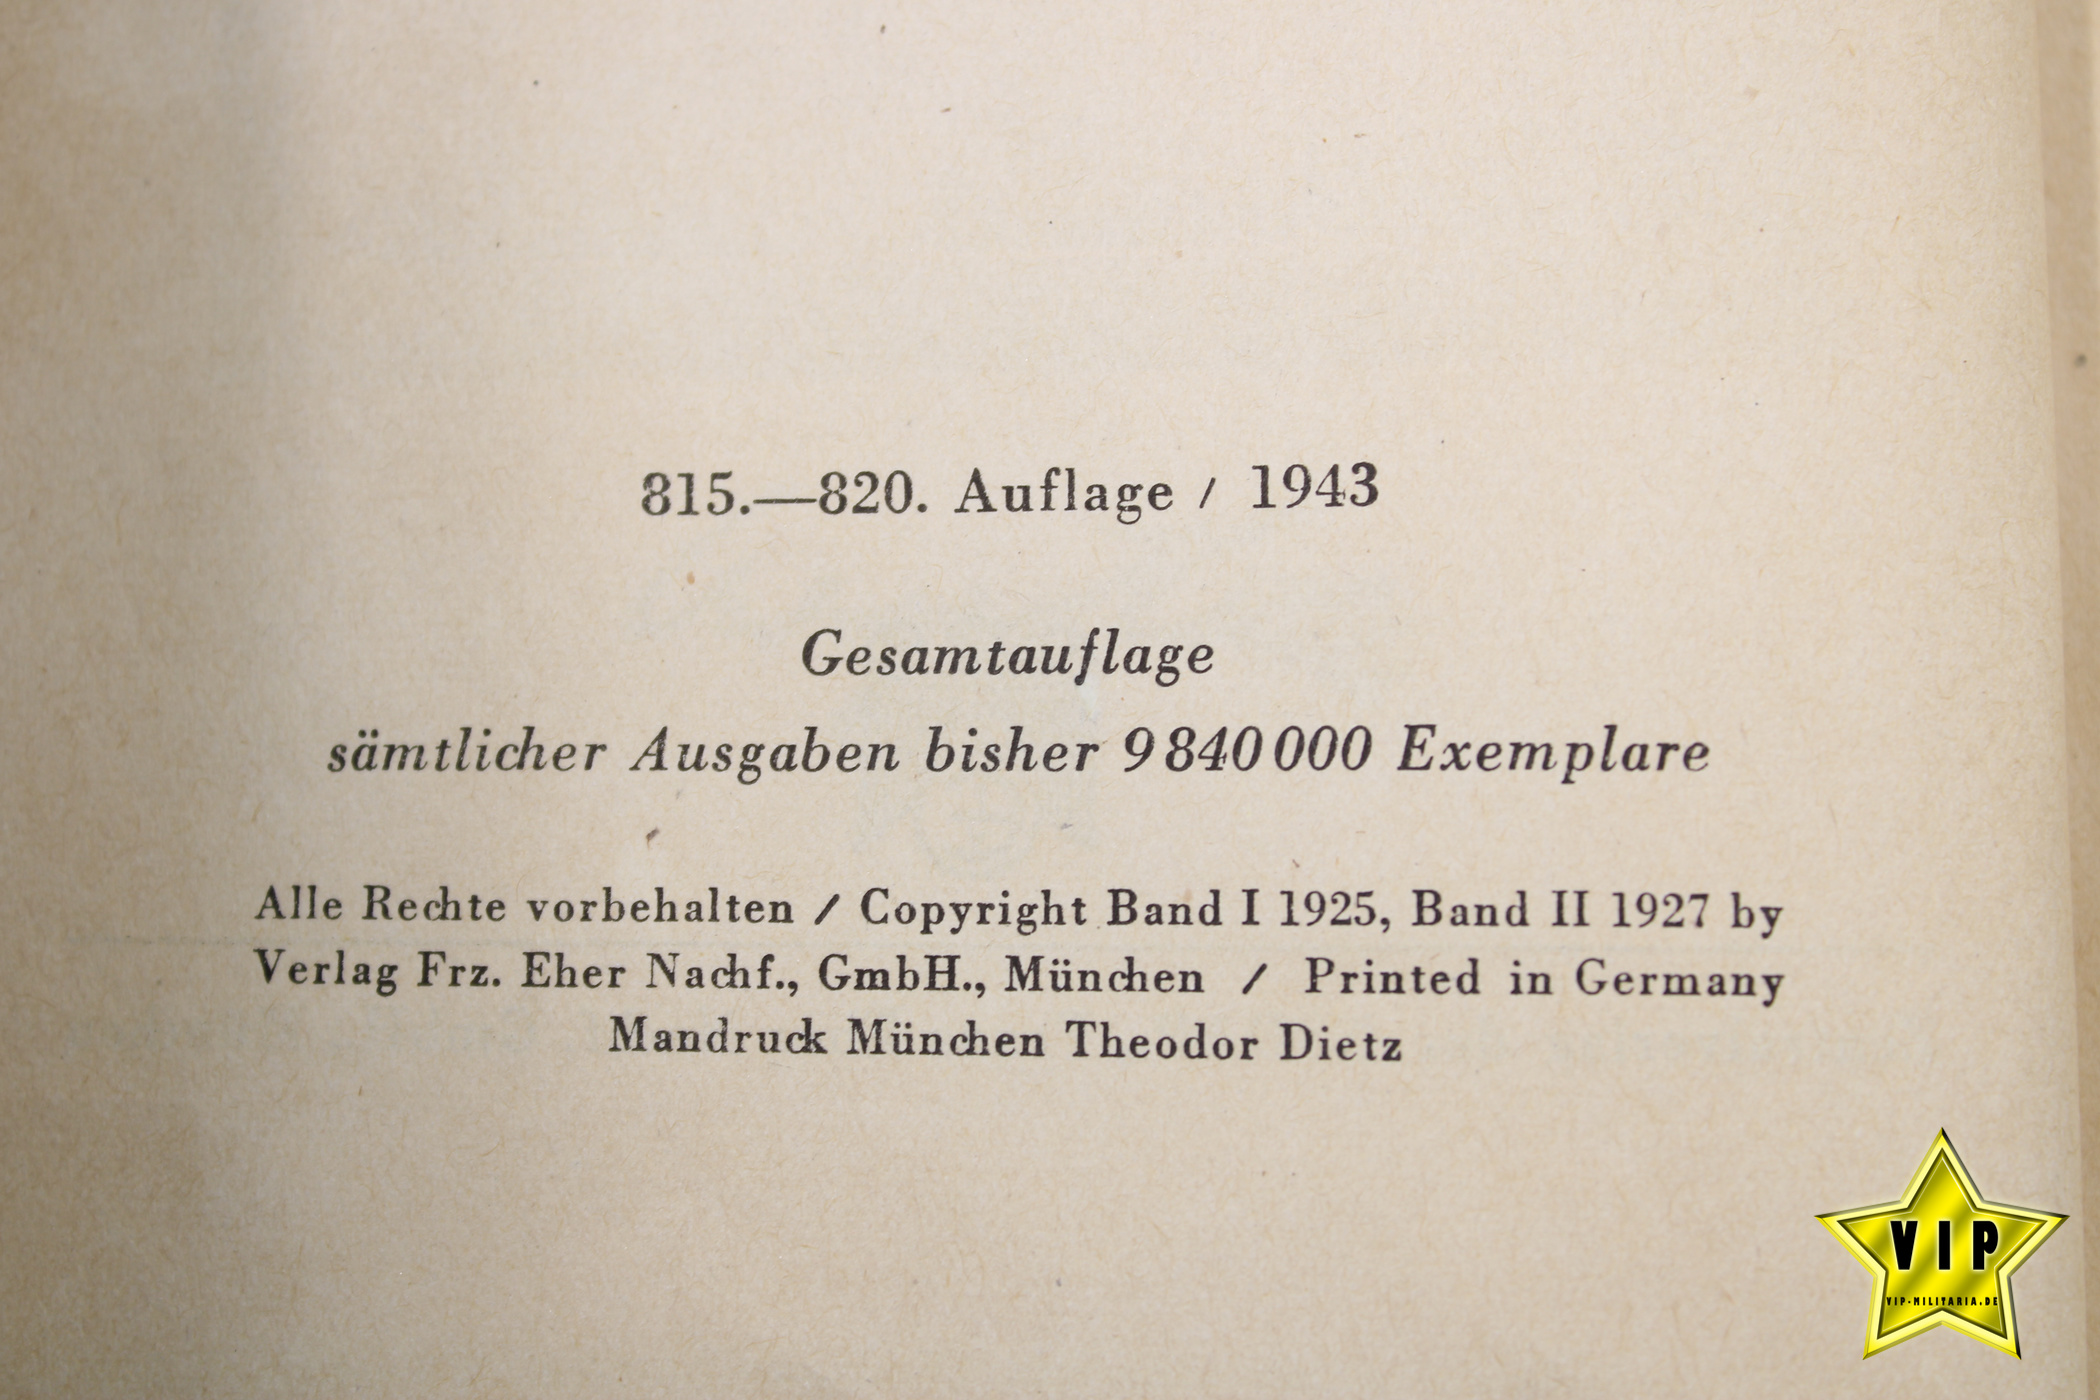 815.—820. Auflage / 1943
Gesamtauflage
sämtlicher Ausgaben bisher 9840000 Exemplare
Alle Rechte vorbehalten / Copyright Band I 1925, Band II 1927 by
Verlag Frz. Eher Nachf., GmbH., München / Printed in Germany
Mandruck München Theodor Dietz
VIP
VIP-MILITARIA.DE